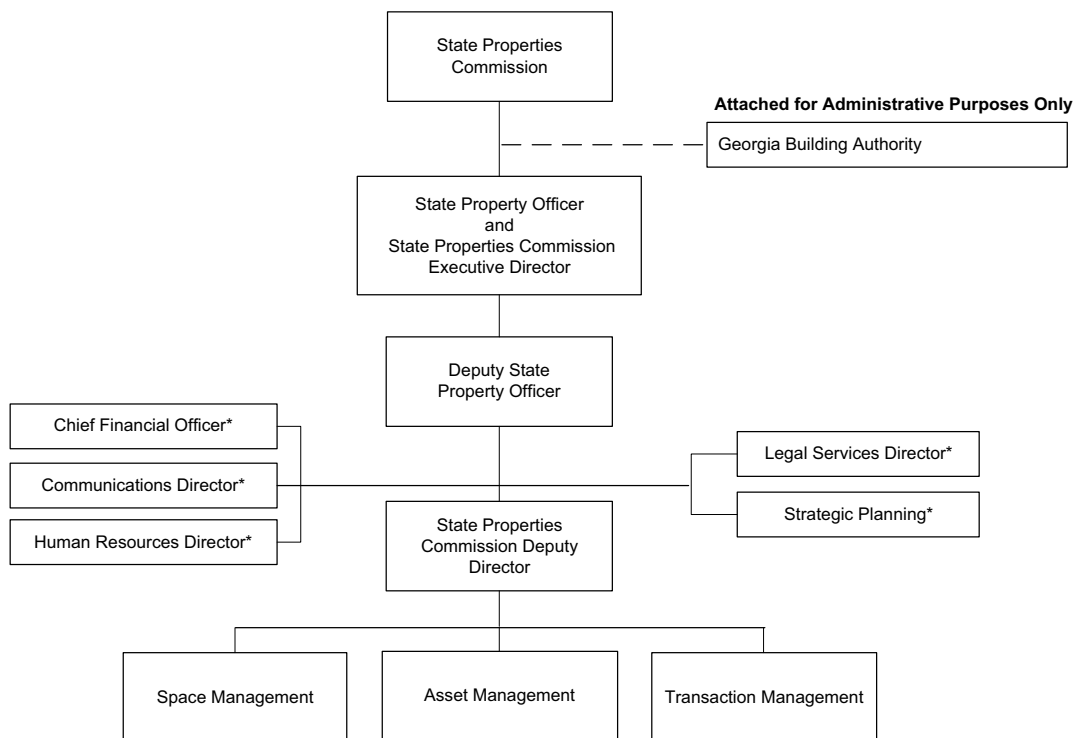 State Properties
Commission
Attached for Administrative Purposes Only
Georgia Building Authority
State Property Officer
and
State Properties Commission
Executive Director
Deputy State
Property Officer
Chief Financial Officer*
Communications Director*
Human Resources Director*
Legal Services Director*
Strategic Planning*
State Properties
Commission Deputy
Director
Space Management
Asset Management
Transaction Management